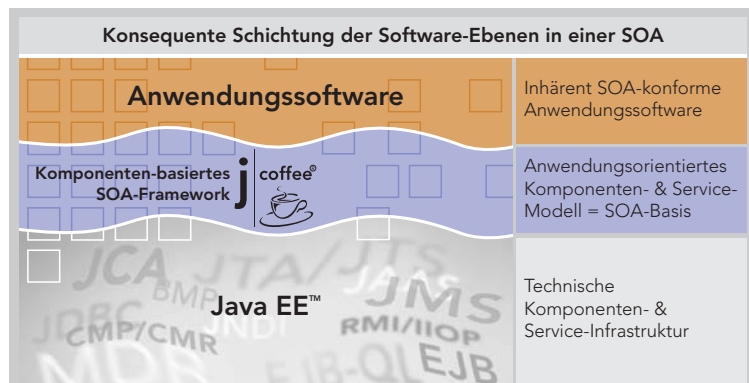 Konsequente Schichtung der Software-Ebenen in einer SOA
Anwendungssoftware
Inhärent SOA-konforme
Anwendungssoftware
Komponenten-basiertes
SOA-Framework
j coffee®
Anwendungsorientiertes
Komponenten- & Service-
Modell = SOA-Basis
JCA
JTA/JTS
BMP
JAAS
Java EE™
JMS
JDBC
CMP/CMR
JNDI
RMI/IIOP
MDB
EJB-QL
EJB
Technische
Komponenten- &
Service-Infrastruktur